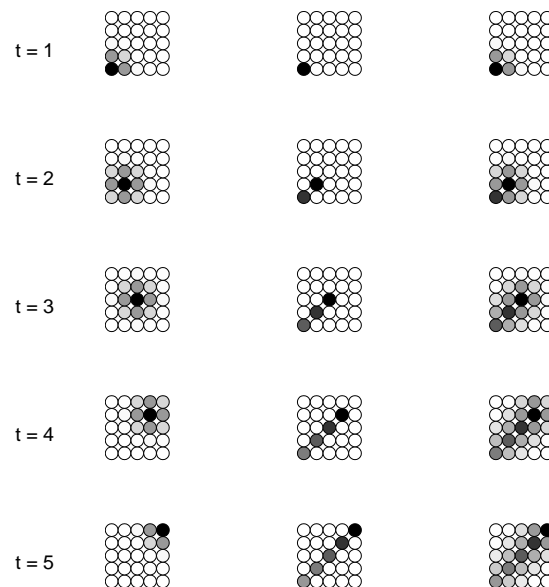 t = 1
t = 2
t = 3
t = 4
t = 5